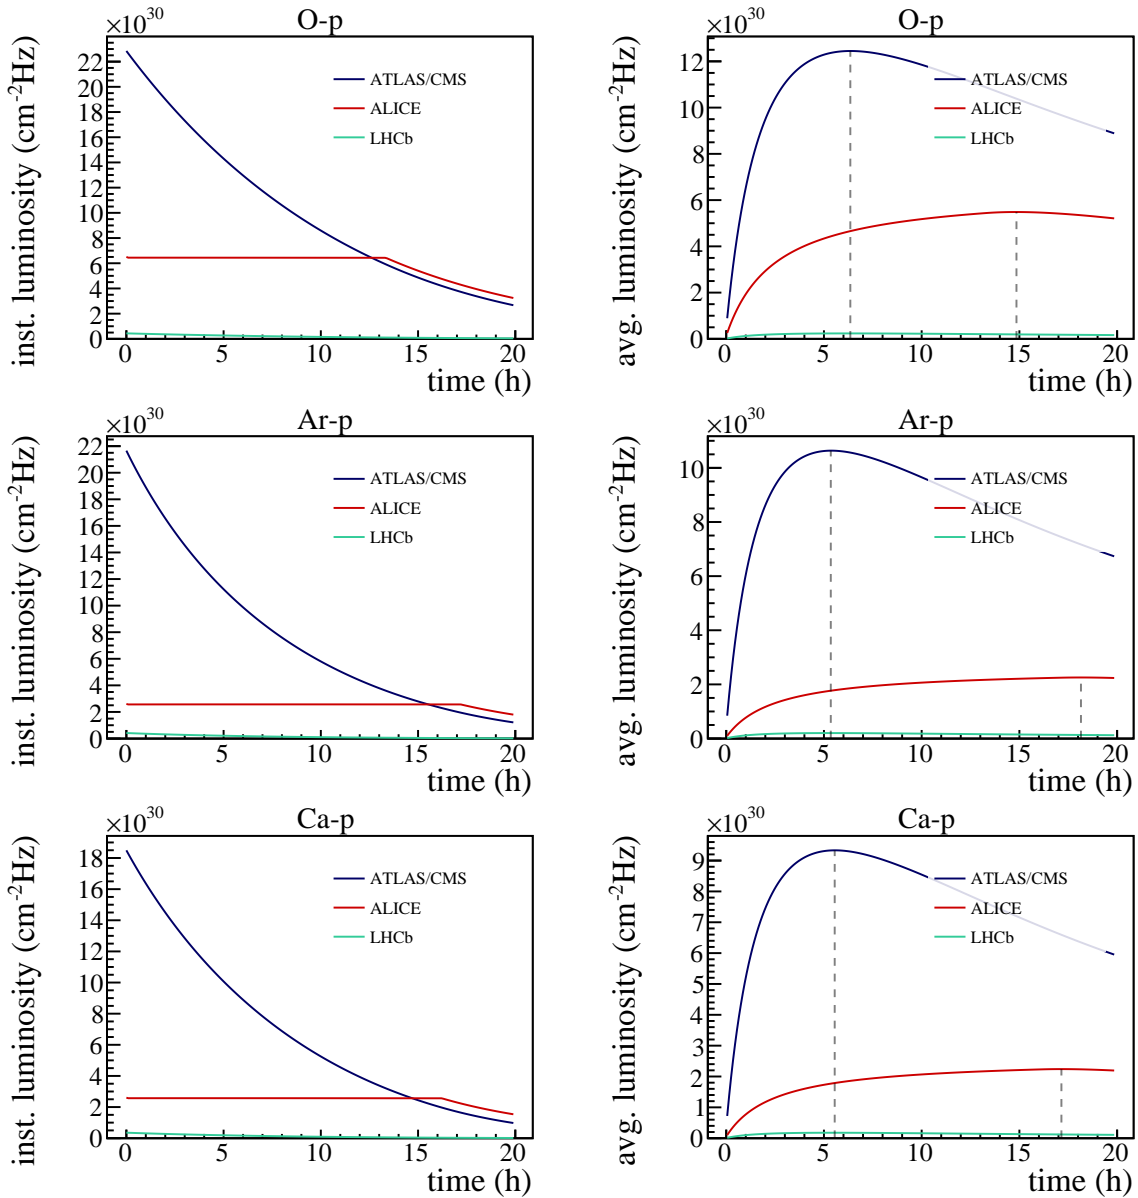 ×10^30
O-p
inst. luminosity (cm^-2Hz)
22
20
18
16
14
12
10
8
6
4
2
0
ATLAS/CMS
ALICE
LHCb
0 5 10 15 20
time (h)
×10^30
O-p
avg. luminosity (cm^-2Hz)
12
10
8
6
4
2
0
ATLAS/CMS
ALICE
LHCb
0 5 10 15 20
time (h)
×10^30
Ar-p
inst. luminosity (cm^-2Hz)
22
20
18
16
14
12
10
8
6
4
2
0
ATLAS/CMS
ALICE
LHCb
0 5 10 15 20
time (h)
×10^30
Ar-p
avg. luminosity (cm^-2Hz)
10
8
6
4
2
0
ATLAS/CMS
ALICE
LHCb
0 5 10 15 20
time (h)
×10^30
Ca-p
inst. luminosity (cm^-2Hz)
18
16
14
12
10
8
6
4
2
0
ATLAS/CMS
ALICE
LHCb
0 5 10 15 20
time (h)
×10^30
Ca-p
avg. luminosity (cm^-2Hz)
9
8
7
6
5
4
3
2
1
0
ATLAS/CMS
ALICE
LHCb
0 5 10 15 20
time (h)